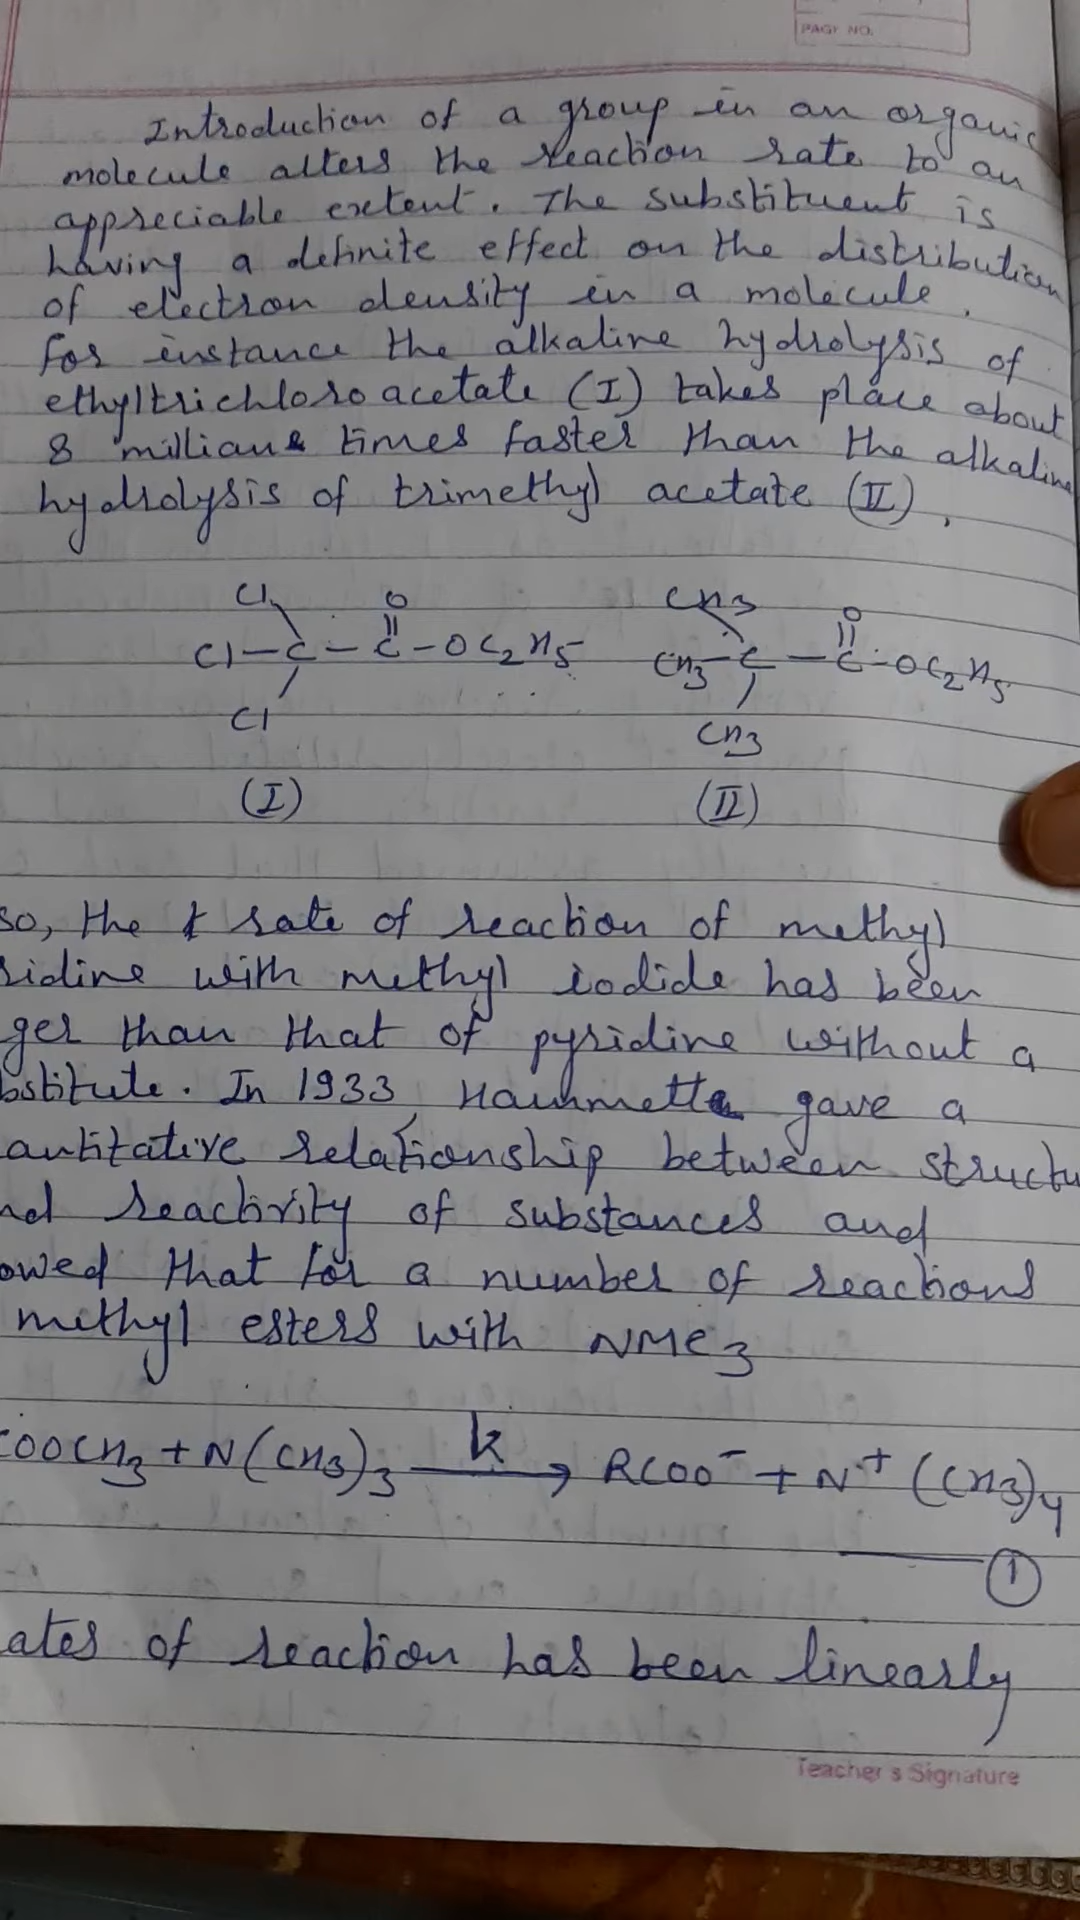 PAGE NO.
Introduction of a group in an organic
molecule alters the reaction rate to an
appreciable extent. The substituent is
having a definite effect on the distribution
of electron density in a molecule.
For instance the alkaline hydrolysis of
ethyltrichloroacetate (I) takes place about
8 millions times faster than the alkaline
hydrolysis of trimethyl acetate (II).
Cl O CH3 O
Cl-C-C-OC2H5 CH3-C-C-OC2H5
Cl CH3
(I) (II)
so, the rate of reaction of methyl
ridine with methyl iodide has been
ger than that of pyridine without a
bstitute. In 1933, Hammett gave a
antitative relationship between structu
nd reactivity of substances and
owed that for a number of reactions
methyl esters with NMe3
COOCH3 + N(CH3)3 k→ RCOO- + N+(CH3)4
1
ates of reaction has been linearly
Teacher's Signature